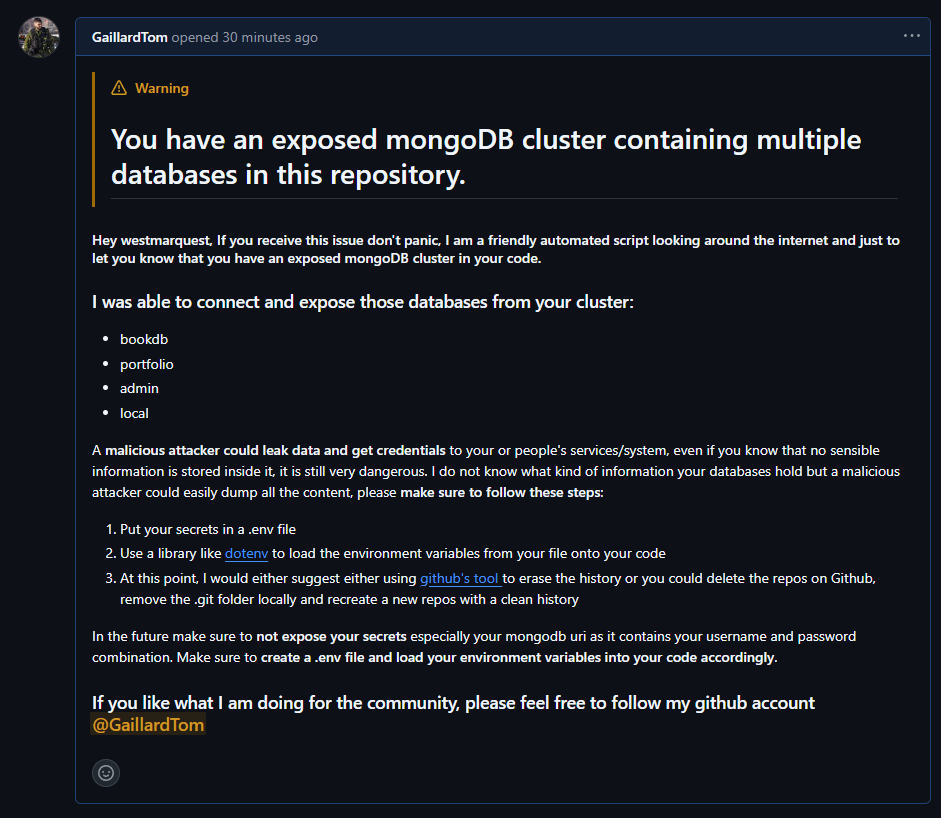 GaillardTom opened 30 minutes ago
Warning
You have an exposed mongoDB cluster containing multiple
databases in this repository.
Hey westmarquest, If you receive this issue don't panic, I am a friendly automated script looking around the internet and just to
let you know that you have an exposed mongoDB cluster in your code.
I was able to connect and expose those databases from your cluster:
• bookdb
• portfolio
• admin
• local
A malicious attacker could leak data and get credentials to your or people's services/system, even if you know that no sensible
information is stored inside it, it is still very dangerous. I do not know what kind of information your databases hold but a malicious
attacker could easily dump all the content, please make sure to follow these steps:
1. Put your secrets in a .env file
2. Use a library like dotenv to load the environment variables from your file onto your code
3. At this point, I would either suggest either using github's tool to erase the history or you could delete the repos on Github,
remove the .git folder locally and recreate a new repos with a clean history
In the future make sure to not expose your secrets especially your mongodb uri as it contains your username and password
combination. Make sure to create a .env file and load your environment variables into your code accordingly.
If you like what I am doing for the community, please feel free to follow my github account
@GaillardTom